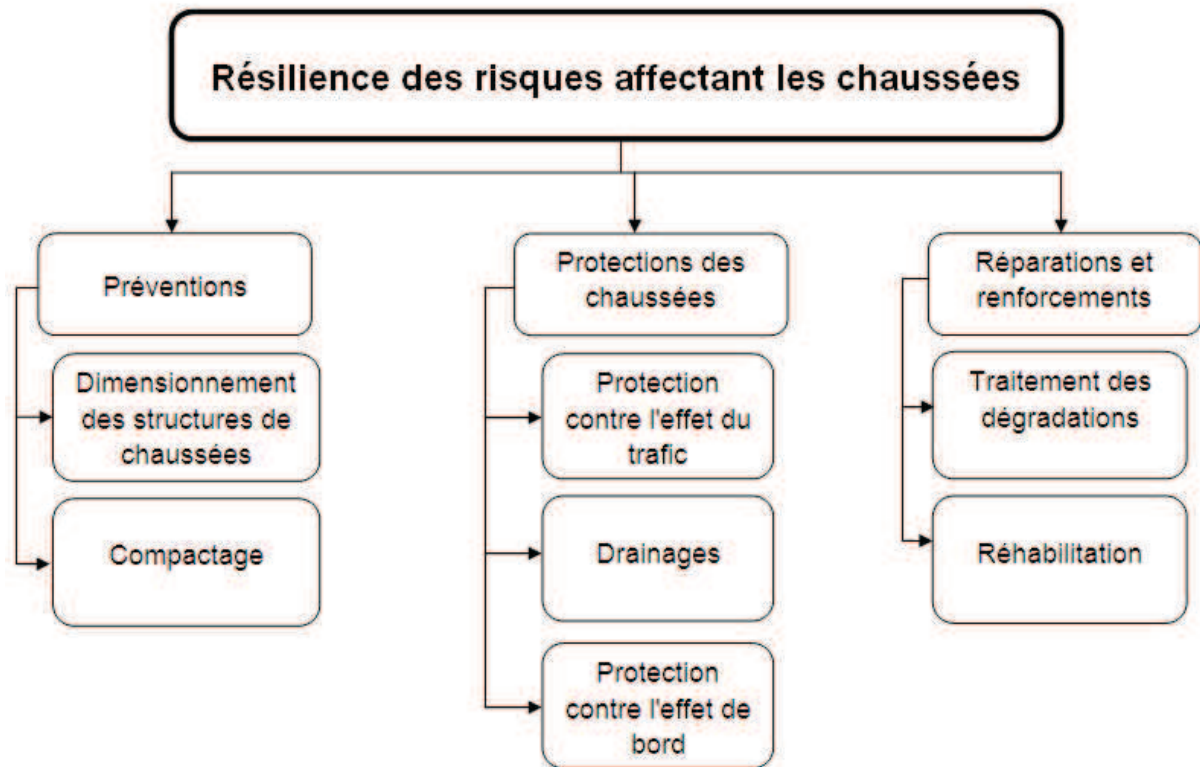 Résilience des risques affectant les chaussées
Préventions
Dimensionnement
des structures de
chaussées
Compactage
Protections des
chaussées
Protection
contre l'effet du
trafic
Drainages
Protection
contre l'effet de
bord
Réparations et
renforcements
Traitement des
dégradations
Réhabilitation